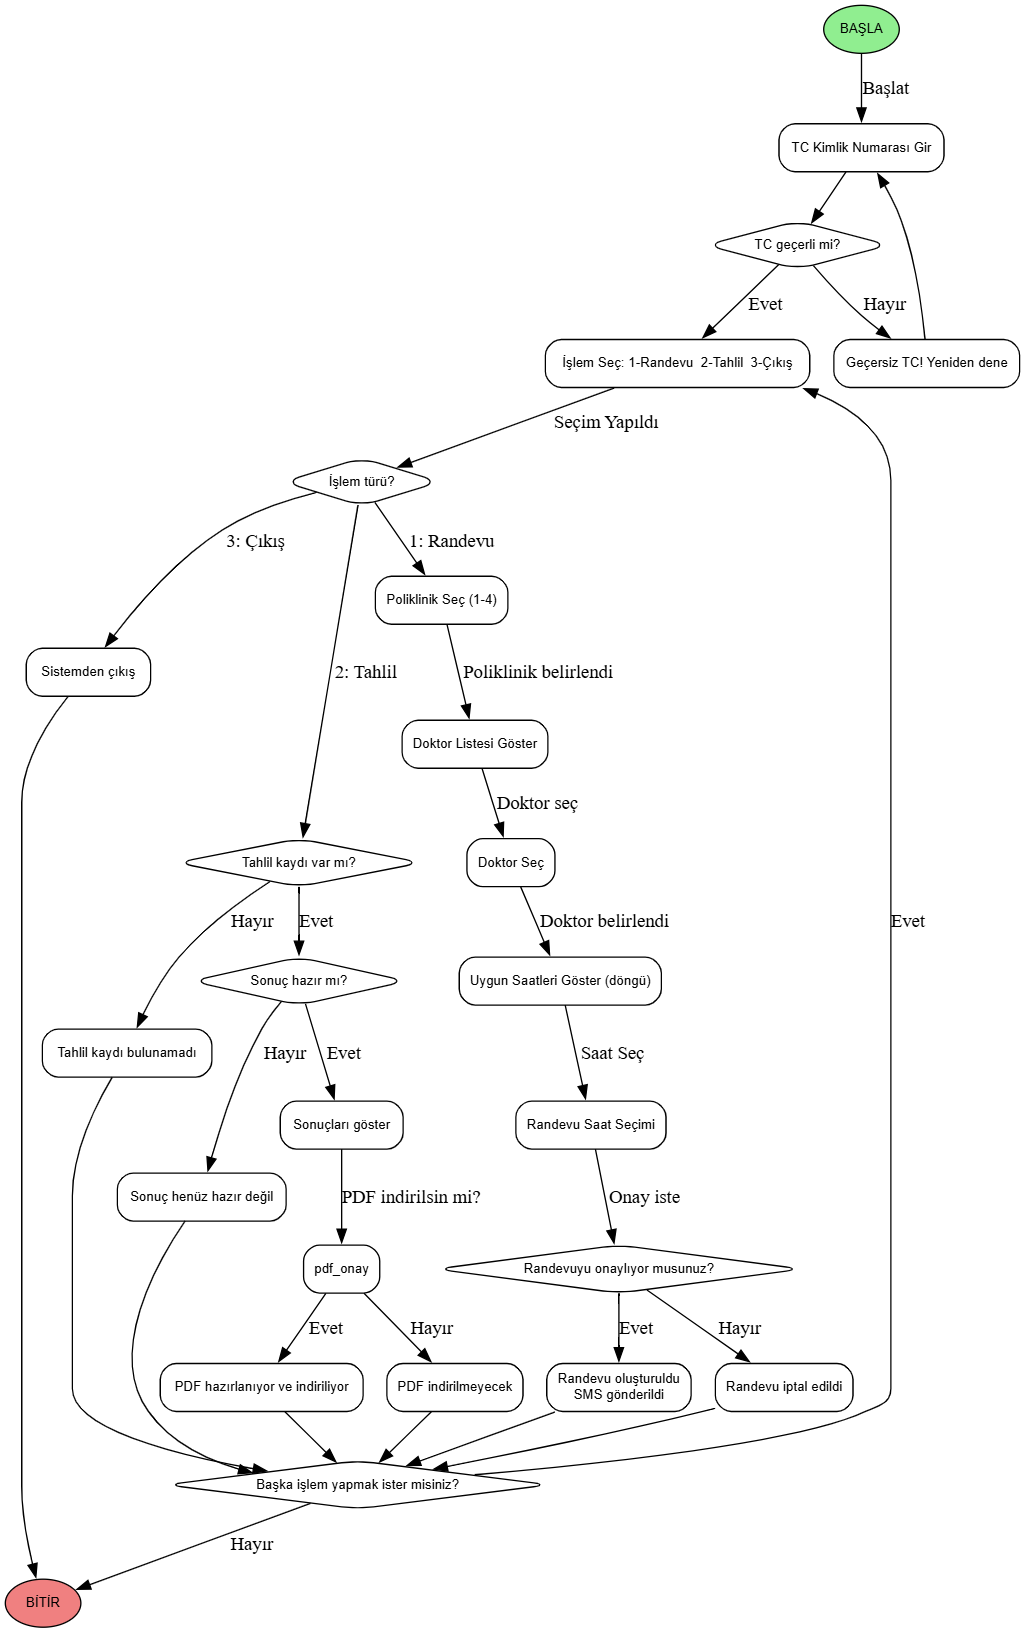 BAŞLA
Başlat
TC Kimlik Numarası Gir
TC geçerli mi?
Evet
Hayır
İşlem Seç: 1-Randevu  2-Tahlil  3-Çıkış
Geçersiz TC! Yeniden dene
Seçim Yapıldı
İşlem türü?
3: Çıkış
1: Randevu
Poliklinik Seç (1-4)
Sistemden çıkış
2: Tahlil
Poliklinik belirlendi
Doktor Listesi Göster
Doktor seç
Tahlil kaydı var mı?
Doktor Seç
Hayır
Evet
Doktor belirlendi
Evet
Sonuç hazır mı?
Uygun Saatleri Göster (döngü)
Tahlil kaydı bulunamadı
Hayır
Evet
Saat Seç
Sonuçları göster
Randevu Saat Seçimi
Sonuç henüz hazır değil
PDF indirilsin mi?
Onay iste
pdf_onay
Randevuyu onaylıyor musunuz?
Evet
Hayır
Evet
Hayır
PDF hazırlanıyor ve indiriliyor
PDF indirilmeyecek
Randevu oluşturuldu
SMS gönderildi
Randevu iptal edildi
Başka işlem yapmak ister misiniz?
Hayır
BİTİR